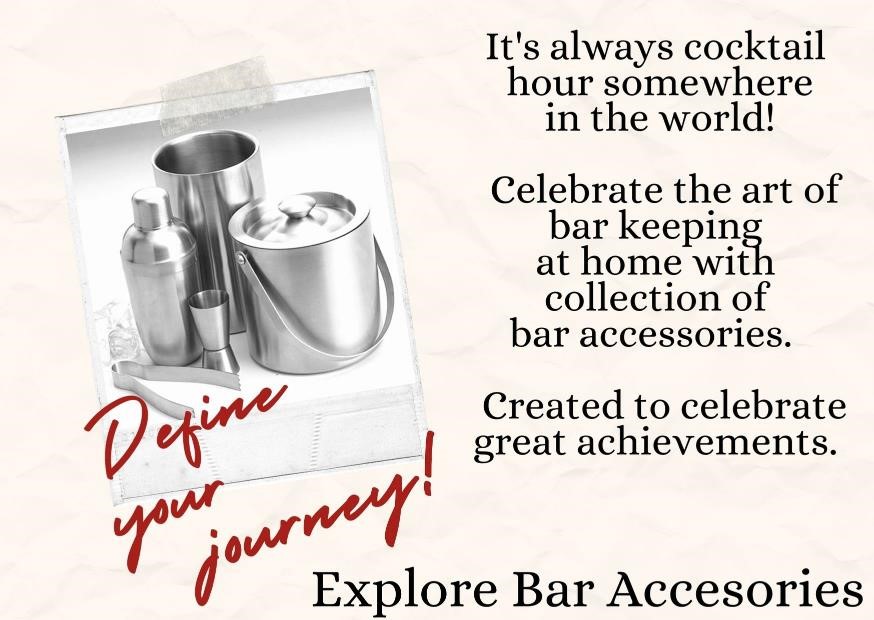 It's always cocktail
hour somewhere
in the world!
Celebrate the art of
bar keeping
at home with
collection of
bar accessories.
Created to celebrate
great achievements.
Define
your
journey!
Explore Bar Accesories